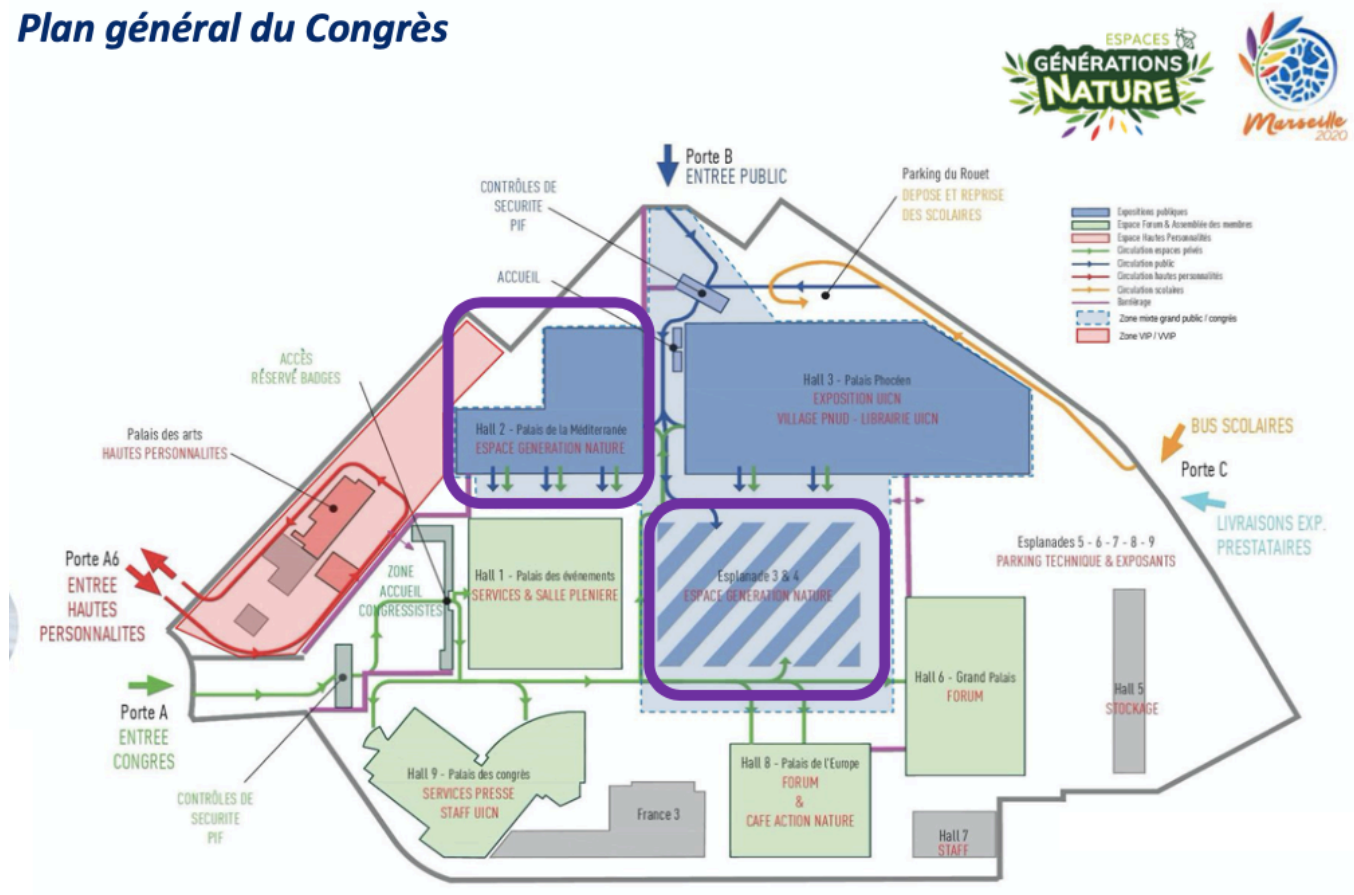 Plan général du Congrès
ESPACES
GÉNÉRATIONS
NATURE
Marseille
2020
Porte B
ENTREE PUBLIC
CONTRÔLES DE
SECURITE
PIF
Parking du Rouet
DEPOSE ET REPRISE
DES SCOLAIRES
Expositions publiques
Espace Forum & Assemblée des membres
Espace Hautes Personnalités
Circulation espaces privés
Circulation public
Circulation hautes personnalités
Circulation scolaires
Barriérage
Zone mixte grand public / congrès
Zone VIP / VVIP
ACCUEIL
ACCÈS
RÉSERVÉ BADGES
Hall 3 - Palais Phocéen
EXPOSITION UICN
VILLAGE PNUD - LIBRAIRIE UICN
Hall 2 - Palais de la Méditerranée
ESPACE GENERATION NATURE
Palais des arts
HAUTES PERSONNALITES
BUS SCOLAIRES
Porte C
LIVRAISONS EXP.
PRESTATAIRES
Esplanades 5 - 6 - 7 - 8 - 9
PARKING TECHNIQUE & EXPOSANTS
Porte A6
ENTREE
HAUTES
PERSONNALITES
ZONE
ACCUEIL
CONGRESSISTES
Hall 1 - Palais des événements
SERVICES & SALLE PLENIERE
Esplanade 3 & 4
ESPACE GENERATION NATURE
Hall 6 - Grand Palais
FORUM
Hall 5
STOCKAGE
Porte A
ENTREE
CONGRES
Hall 9 - Palais des congrès
SERVICES PRESSE
STAFF UICN
Hall 8 - Palais de l'Europe
FORUM
&
CAFE ACTION NATURE
CONTRÔLES DE
SECURITE
PIF
France 3
Hall 7
STAFF